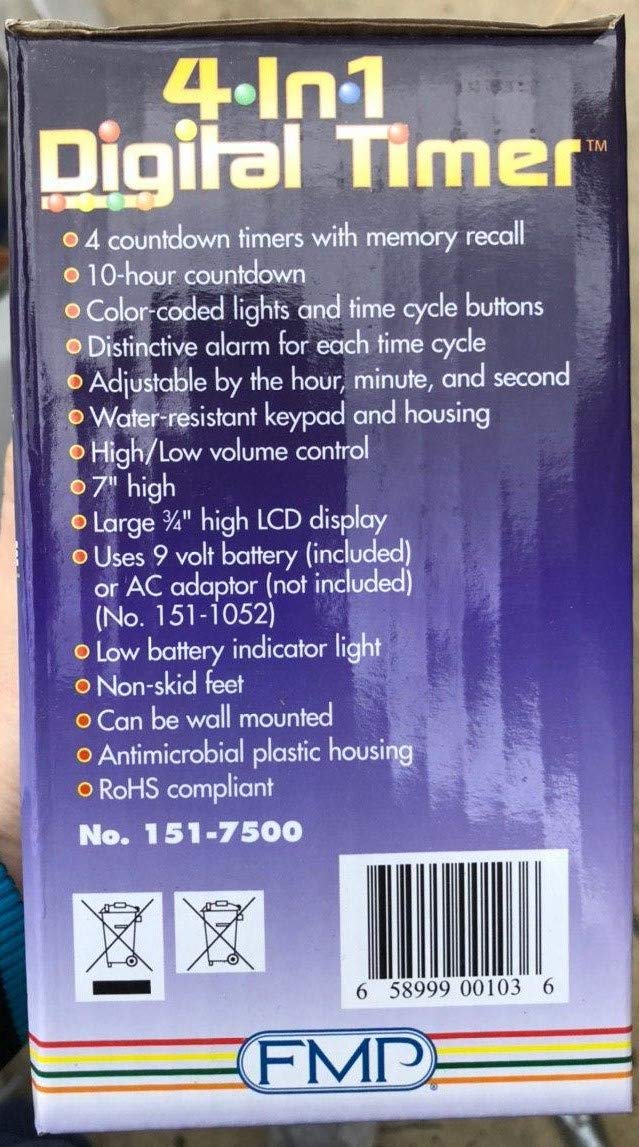 4•In•1
Digital Timer™
• 4 countdown timers with memory recall
• 10-hour countdown
• Color-coded lights and time cycle buttons
• Distinctive alarm for each time cycle
• Adjustable by the hour, minute, and second
• Water-resistant keypad and housing
• High/Low volume control
• 7" high
• Large ¾" high LCD display
• Uses 9 volt battery (included)
or AC adaptor (not included)
(No. 151-1052)
• Low battery indicator light
• Non-skid feet
• Can be wall mounted
• Antimicrobial plastic housing
• RoHS compliant
No. 151-7500
6 58999 00103 6
FMP®